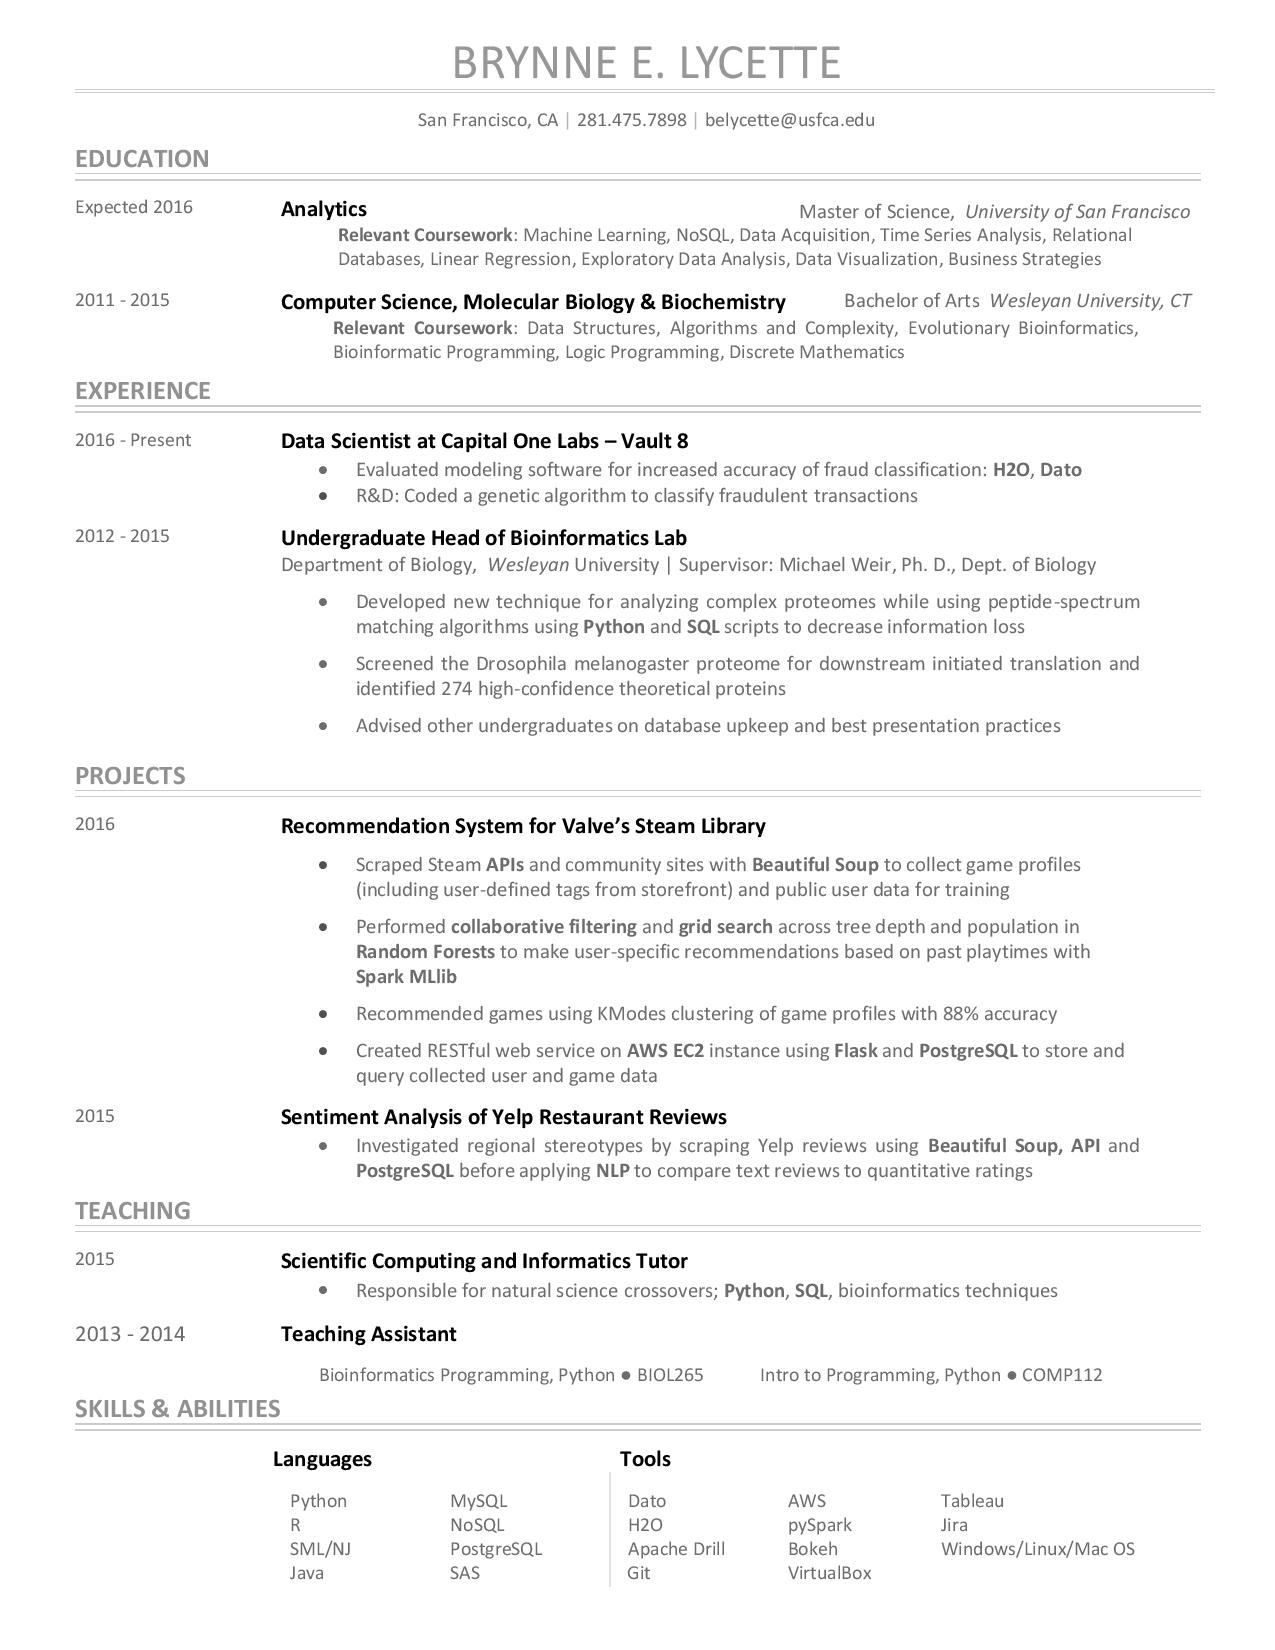 BRYNNE E. LYCETTE
San Francisco, CA | 281.475.7898 | belycette@usfca.edu
EDUCATION
Expected 2016 Analytics Master of Science, University of San Francisco
Relevant Coursework: Machine Learning, NoSQL, Data Acquisition, Time Series Analysis, Relational
Databases, Linear Regression, Exploratory Data Analysis, Data Visualization, Business Strategies
2011 - 2015 Computer Science, Molecular Biology & Biochemistry Bachelor of Arts Wesleyan University, CT
Relevant Coursework: Data Structures, Algorithms and Complexity, Evolutionary Bioinformatics,
Bioinformatic Programming, Logic Programming, Discrete Mathematics
EXPERIENCE
2016 - Present Data Scientist at Capital One Labs – Vault 8
● Evaluated modeling software for increased accuracy of fraud classification: H2O, Dato
● R&D: Coded a genetic algorithm to classify fraudulent transactions
2012 - 2015 Undergraduate Head of Bioinformatics Lab
Department of Biology, Wesleyan University | Supervisor: Michael Weir, Ph. D., Dept. of Biology
● Developed new technique for analyzing complex proteomes while using peptide-spectrum
matching algorithms using Python and SQL scripts to decrease information loss
● Screened the Drosophila melanogaster proteome for downstream initiated translation and
identified 274 high-confidence theoretical proteins
● Advised other undergraduates on database upkeep and best presentation practices
PROJECTS
2016 Recommendation System for Valve’s Steam Library
● Scraped Steam APIs and community sites with Beautiful Soup to collect game profiles
(including user-defined tags from storefront) and public user data for training
● Performed collaborative filtering and grid search across tree depth and population in
Random Forests to make user-specific recommendations based on past playtimes with
Spark MLlib
● Recommended games using KModes clustering of game profiles with 88% accuracy
● Created RESTful web service on AWS EC2 instance using Flask and PostgreSQL to store and
query collected user and game data
2015 Sentiment Analysis of Yelp Restaurant Reviews
● Investigated regional stereotypes by scraping Yelp reviews using Beautiful Soup, API and
PostgreSQL before applying NLP to compare text reviews to quantitative ratings
TEACHING
2015 Scientific Computing and Informatics Tutor
● Responsible for natural science crossovers; Python, SQL, bioinformatics techniques
2013 - 2014 Teaching Assistant
Bioinformatics Programming, Python ● BIOL265 Intro to Programming, Python ● COMP112
SKILLS & ABILITIES
Languages Tools
Python MySQL Dato AWS Tableau
R NoSQL H2O pySpark Jira
SML/NJ PostgreSQL Apache Drill Bokeh Windows/Linux/Mac OS
Java SAS Git VirtualBox